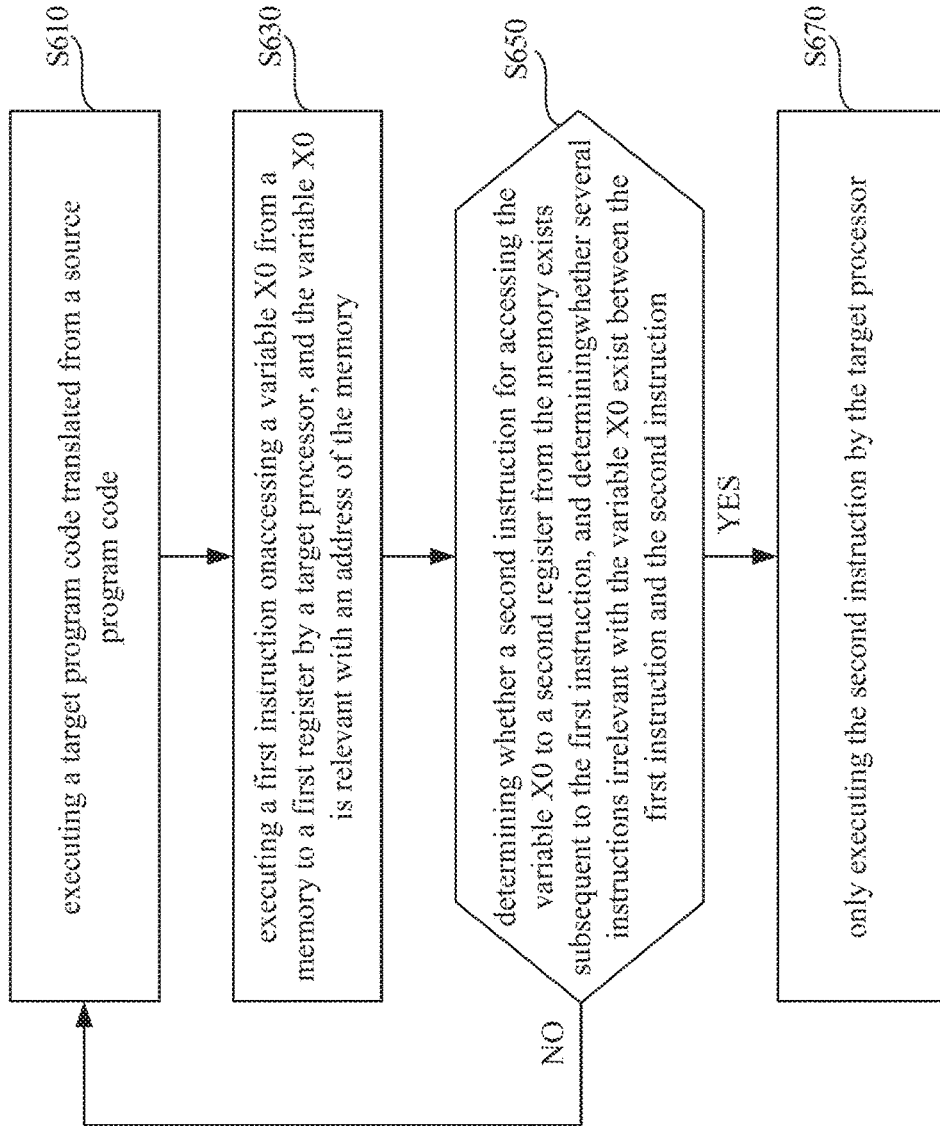 S610
executing a target program code translated from a source
program code
S630
executing a first instruction onaccessing a variable X0 from a
memory to a first register by a target processor, and the variable X0
is relevant with an address of the memory
S650
determining whether a second instruction for accessing the
variable X0 to a second register from the memory exists
subsequent to the first instruction, and determiningwhether several
instructions irrelevant with the variable X0 exist between the
first instruction and the second instruction
NO
YES
S670
only executing the second instruction by the target processor